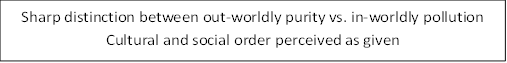 Sharp distinction between out-worldly purity vs. in-worldly pollution
Cultural and social order perceived as given